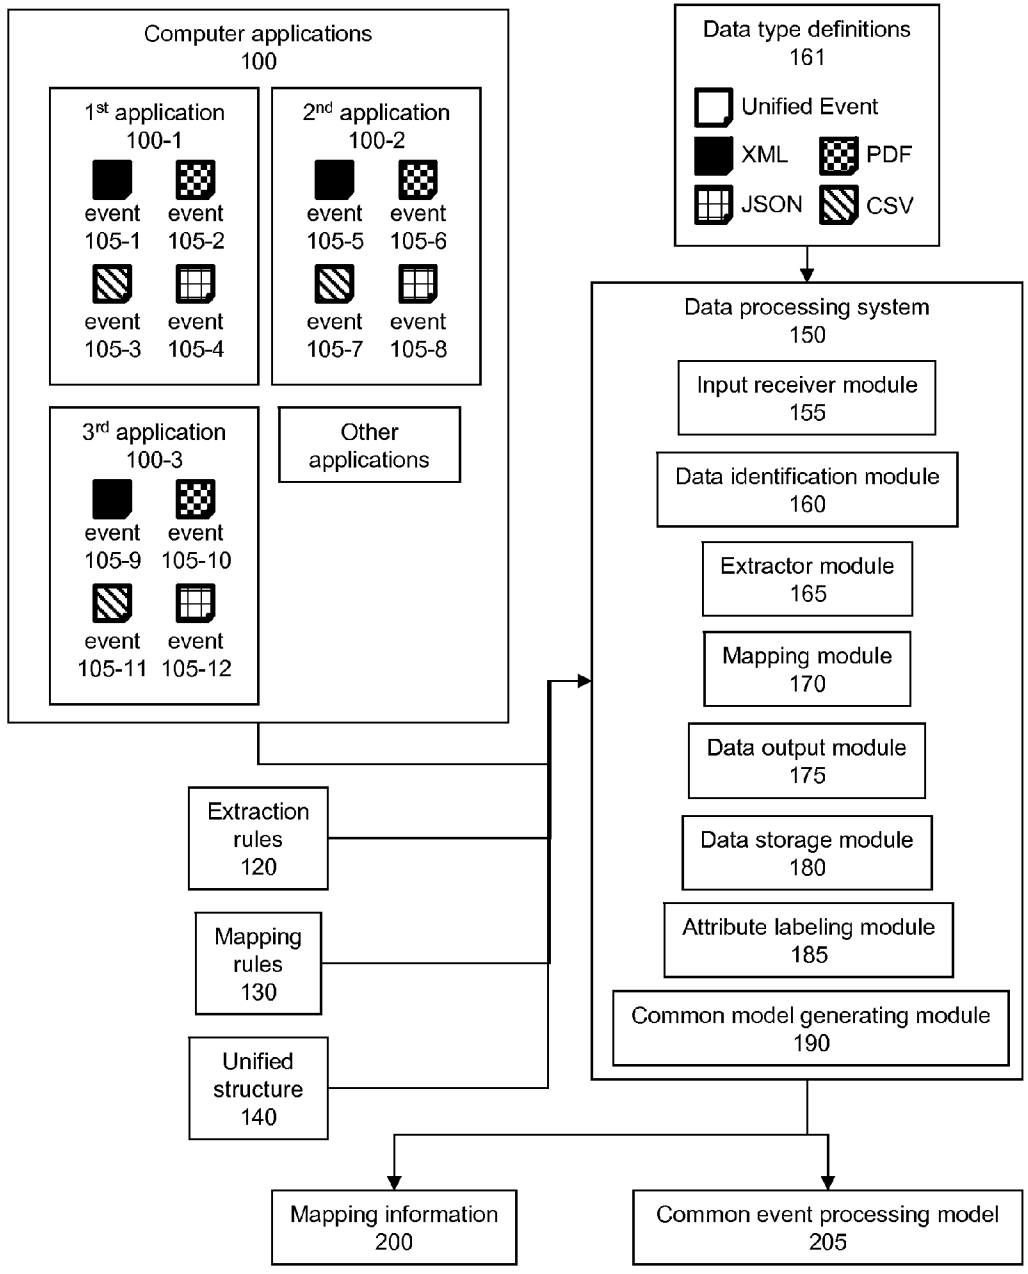 Computer applications
100
1st application
100-1
event
105-1
event
105-2
event
105-3
event
105-4
2nd application
100-2
event
105-5
event
105-6
event
105-7
event
105-8
3rd application
100-3
event
105-9
event
105-10
event
105-11
event
105-12
Other
applications
Extraction
rules
120
Mapping
rules
130
Unified
structure
140
Data type definitions
161
Unified Event
XML
PDF
JSON
CSV
Data processing system
150
Input receiver module
155
Data identification module
160
Extractor module
165
Mapping module
170
Data output module
175
Data storage module
180
Attribute labeling module
185
Common model generating module
190
Mapping information
200
Common event processing model
205